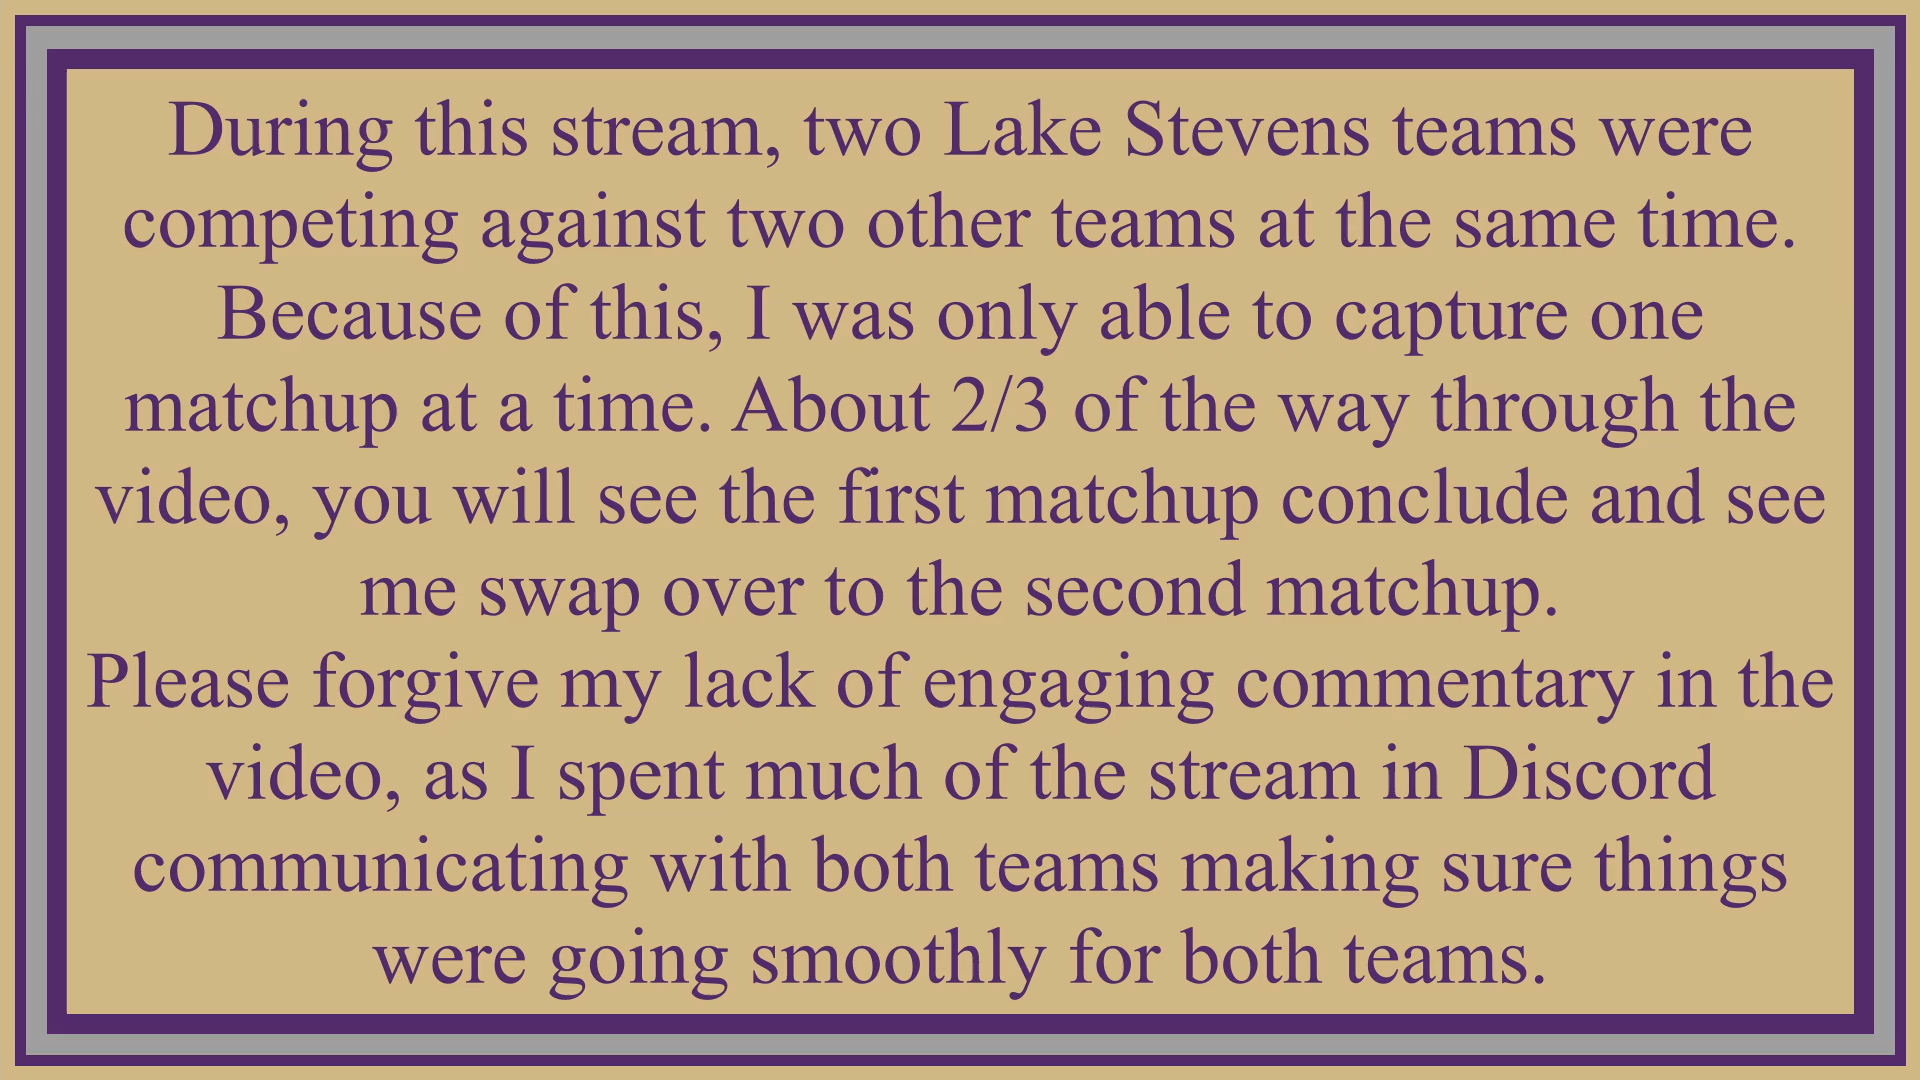 During this stream, two Lake Stevens teams were
competing against two other teams at the same time.
Because of this, I was only able to capture one
matchup at a time. About 2/3 of the way through the
video, you will see the first matchup conclude and see
me swap over to the second matchup.
Please forgive my lack of engaging commentary in the
video, as I spent much of the stream in Discord
communicating with both teams making sure things
were going smoothly for both teams.